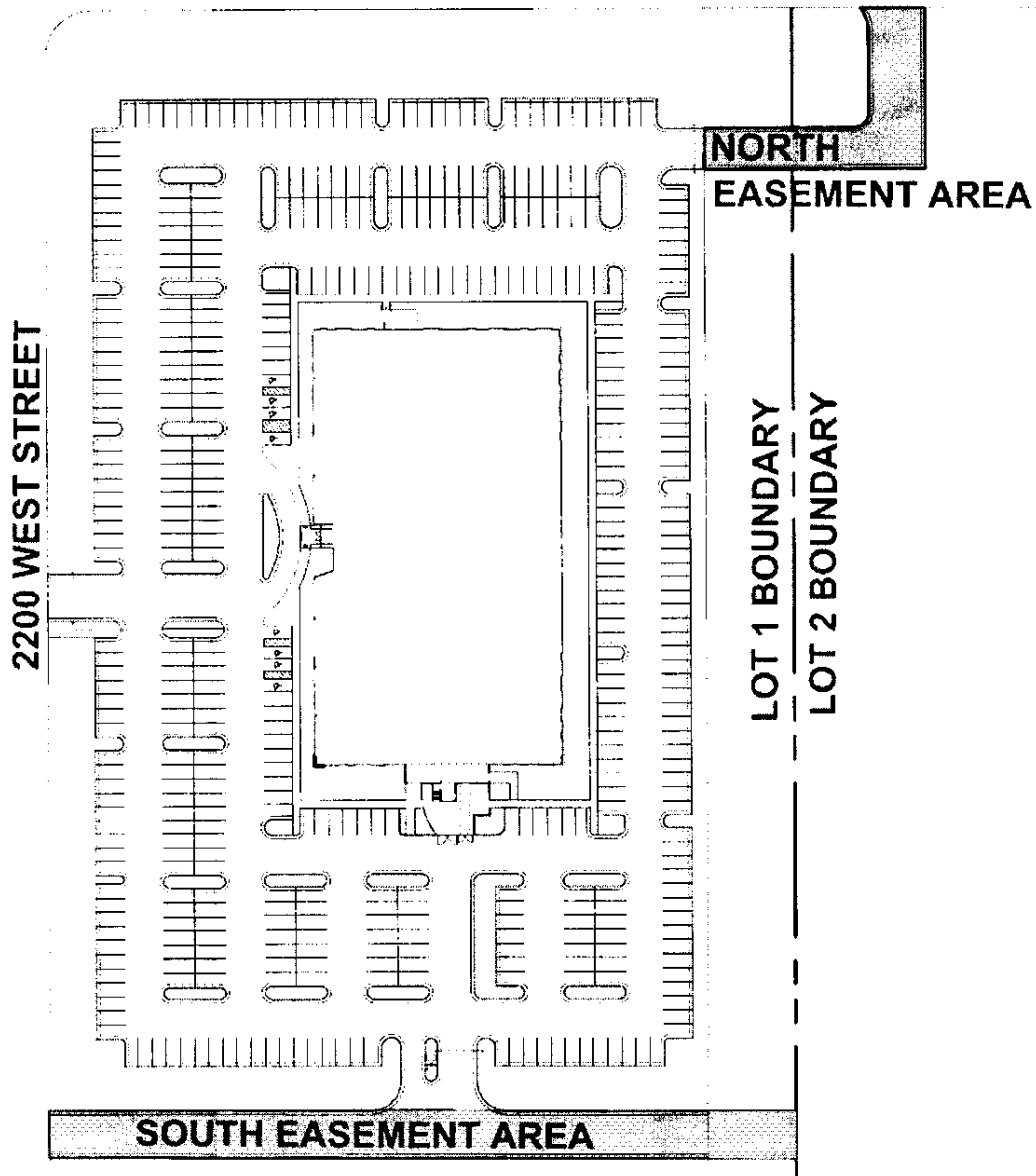 NORTH
EASEMENT AREA
2200 WEST STREET
LOT 1 BOUNDARY
LOT 2 BOUNDARY
SOUTH EASEMENT AREA